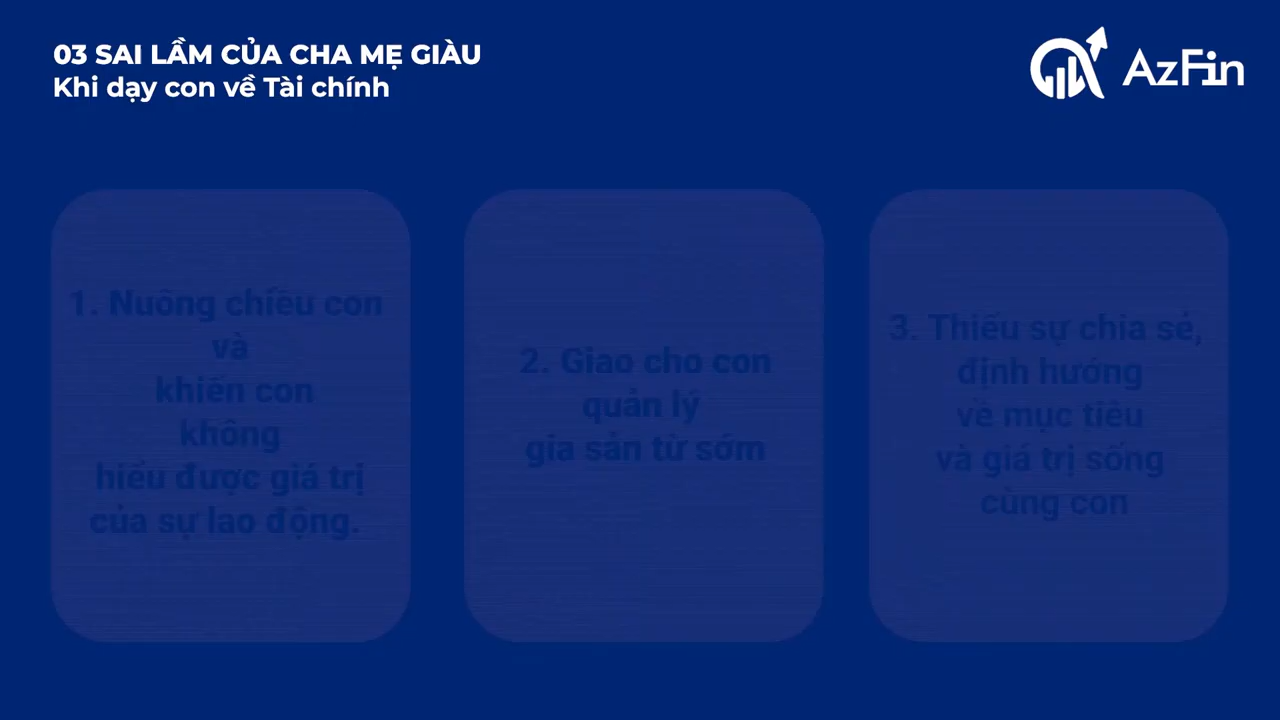 03 SAI LẦM CỦA CHA MẸ GIÀU
Khi dạy con về Tài chính
AzFin
1. Nuông chiều con
và
khiến con
không
hiểu được giá trị
của sự lao động.
2. Giao cho con
quản lý
gia sản từ sớm
3. Thiếu sự chia sẻ,
định hướng
về mục tiêu
và giá trị sống
cùng con